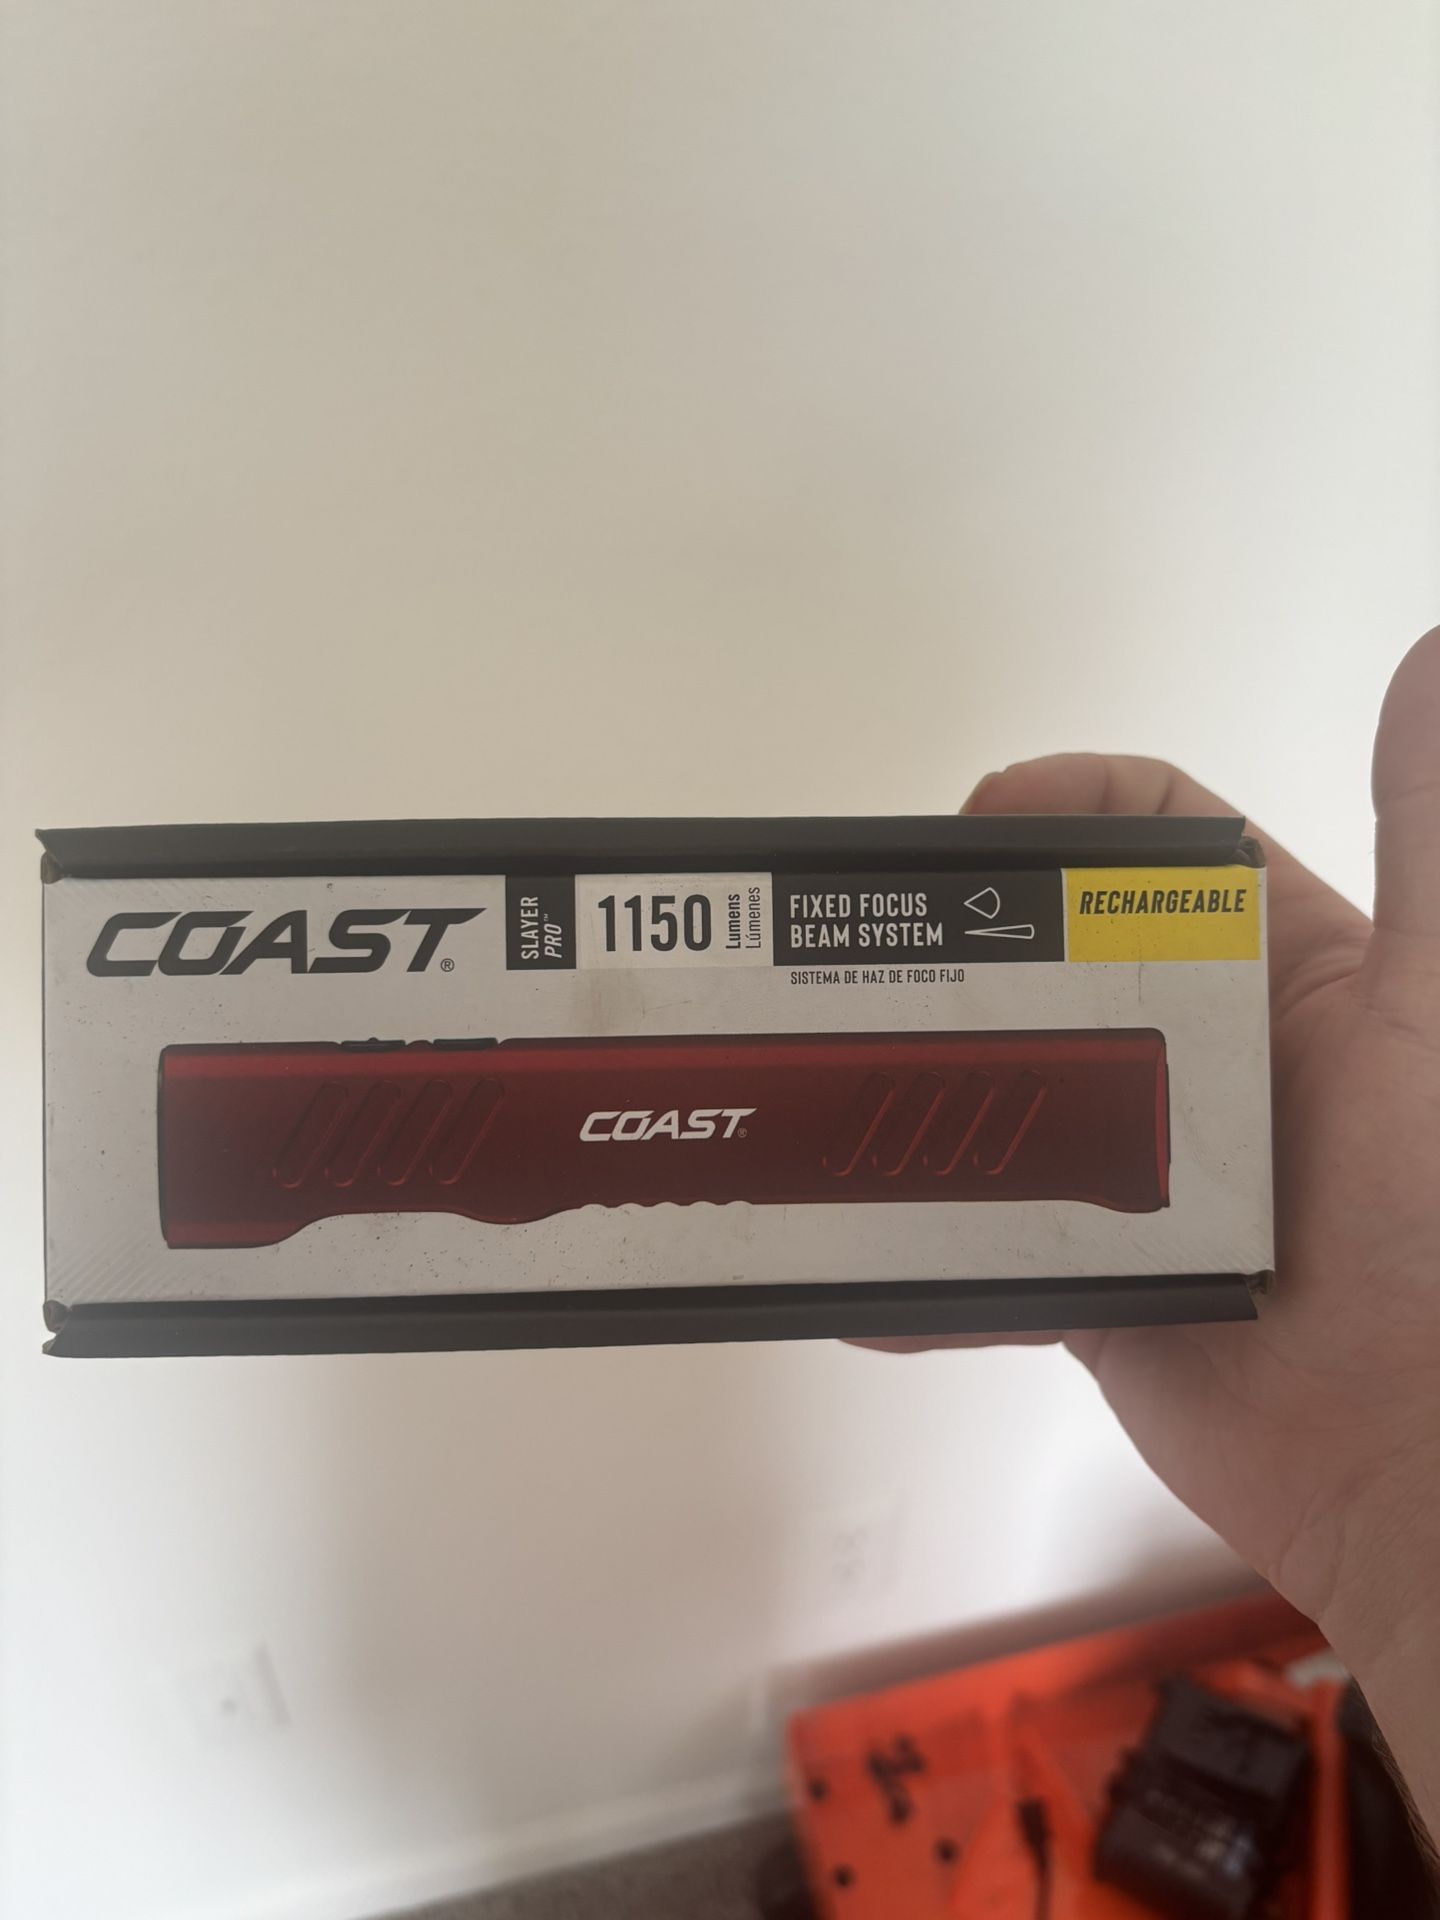 COAST®
SLAYER
PRO™
1150
Lumens
Lúmenes
FIXED FOCUS
BEAM SYSTEM
SISTEMA DE HAZ DE FOCO FIJO
RECHARGEABLE
COAST®